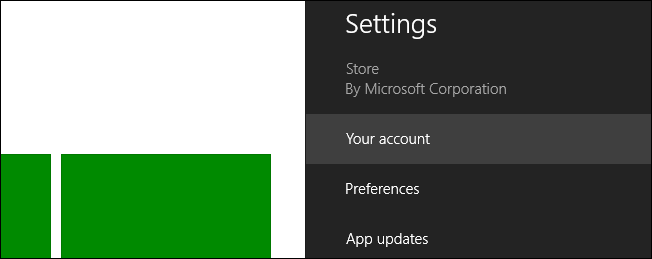 Settings
Store
By Microsoft Corporation
Your account
Preferences
App updates